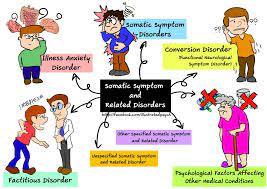 Somatic Symptom
Disorders
Illness Anxiety
Disorder
Conversion Disorder
(Functional Neurological
Symptom Disorder)
Somatic Symptom
and
Related Disorders
Factitious Disorder
Other Specified Somatic Symptom
and Related Disorder
Unspecified Somatic Symptom and
Related Disorder
Psychological Factors Affecting
Other Medical Conditions